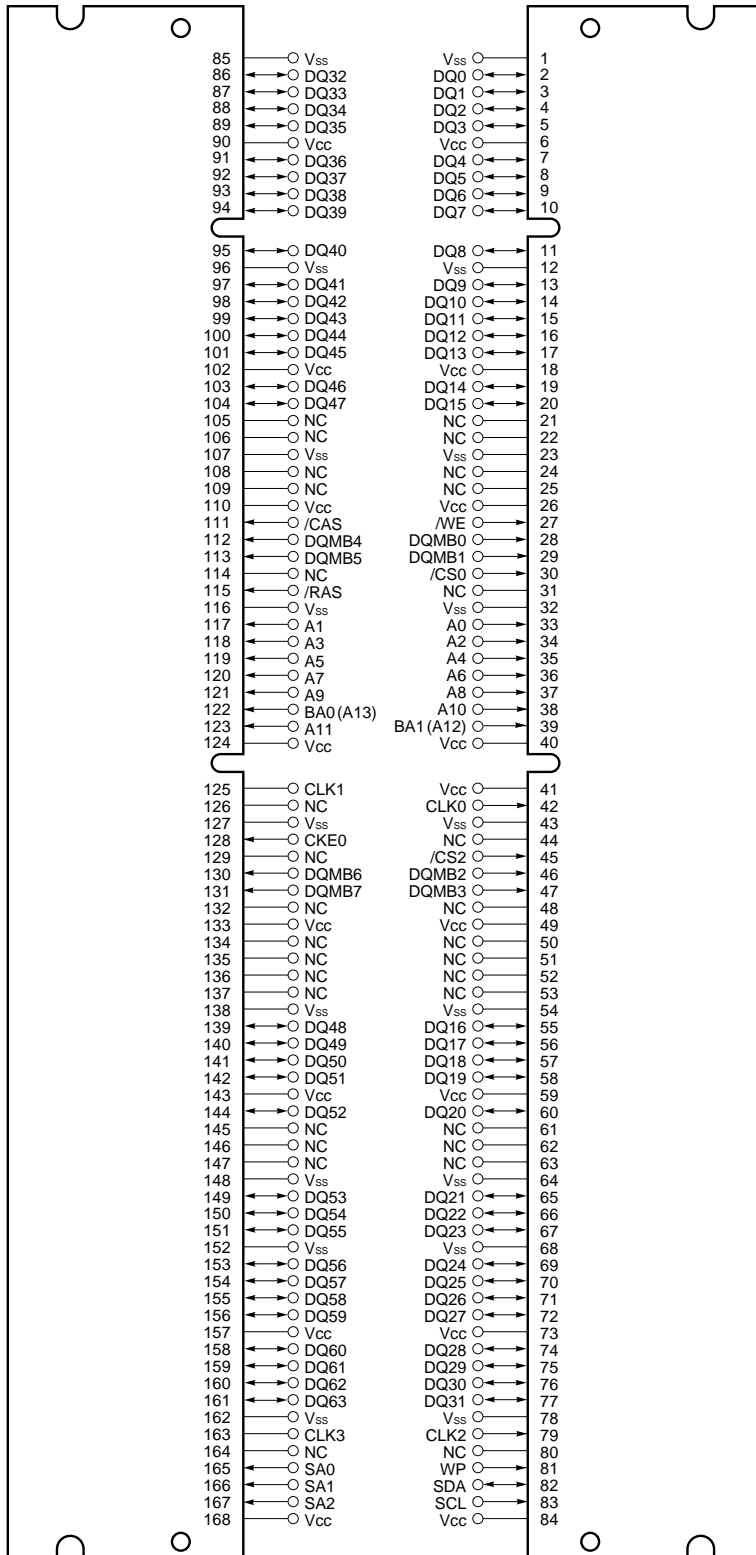 85 Vss Vss 1
86 DQ32 DQ0 2
87 DQ33 DQ1 3
88 DQ34 DQ2 4
89 DQ35 DQ3 5
90 Vcc Vcc 6
91 DQ36 DQ4 7
92 DQ37 DQ5 8
93 DQ38 DQ6 9
94 DQ39 DQ7 10
95 DQ40 DQ8 11
96 Vss Vss 12
97 DQ41 DQ9 13
98 DQ42 DQ10 14
99 DQ43 DQ11 15
100 DQ44 DQ12 16
101 DQ45 DQ13 17
102 Vcc Vcc 18
103 DQ46 DQ14 19
104 DQ47 DQ15 20
105 NC NC 21
106 NC NC 22
107 Vss Vss 23
108 NC NC 24
109 NC NC 25
110 Vcc Vcc 26
111 /CAS /WE 27
112 DQMB4 DQMB0 28
113 DQMB5 DQMB1 29
114 NC /CS0 30
115 /RAS NC 31
116 Vss Vss 32
117 A1 A0 33
118 A3 A2 34
119 A5 A4 35
120 A7 A6 36
121 A9 A8 37
122 BA0 (A13) A10 38
123 A11 BA1 (A12) 39
124 Vcc Vcc 40
125 CLK1 Vcc 41
126 NC CLK0 42
127 Vss Vss 43
128 CKE0 NC 44
129 NC /CS2 45
130 DQMB6 DQMB2 46
131 DQMB7 DQMB3 47
132 NC NC 48
133 Vcc Vcc 49
134 NC NC 50
135 NC NC 51
136 NC NC 52
137 NC NC 53
138 Vss Vss 54
139 DQ48 DQ16 55
140 DQ49 DQ17 56
141 DQ50 DQ18 57
142 DQ51 DQ19 58
143 Vcc Vcc 59
144 DQ52 DQ20 60
145 NC NC 61
146 NC NC 62
147 NC NC 63
148 Vss Vss 64
149 DQ53 DQ21 65
150 DQ54 DQ22 66
151 DQ55 DQ23 67
152 Vss Vss 68
153 DQ56 DQ24 69
154 DQ57 DQ25 70
155 DQ58 DQ26 71
156 DQ59 DQ27 72
157 Vcc Vcc 73
158 DQ60 DQ28 74
159 DQ61 DQ29 75
160 DQ62 DQ30 76
161 DQ63 DQ31 77
162 Vss Vss 78
163 CLK3 CLK2 79
164 NC NC 80
165 SA0 WP 81
166 SA1 SDA 82
167 SA2 SCL 83
168 Vcc Vcc 84